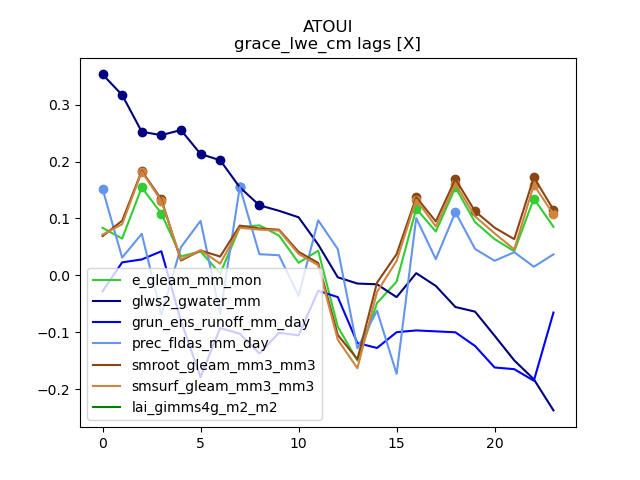 ATOUI
grace_lwe_cm lags [X]
0.3
0.2
0.1
0.0
−0.1
−0.2
e_gleam_mm_mon
glws2_gwater_mm
grun_ens_runoff_mm_day
prec_fldas_mm_day
smroot_gleam_mm3_mm3
smsurf_gleam_mm3_mm3
lai_gimms4g_m2_m2
0 5 10 15 20